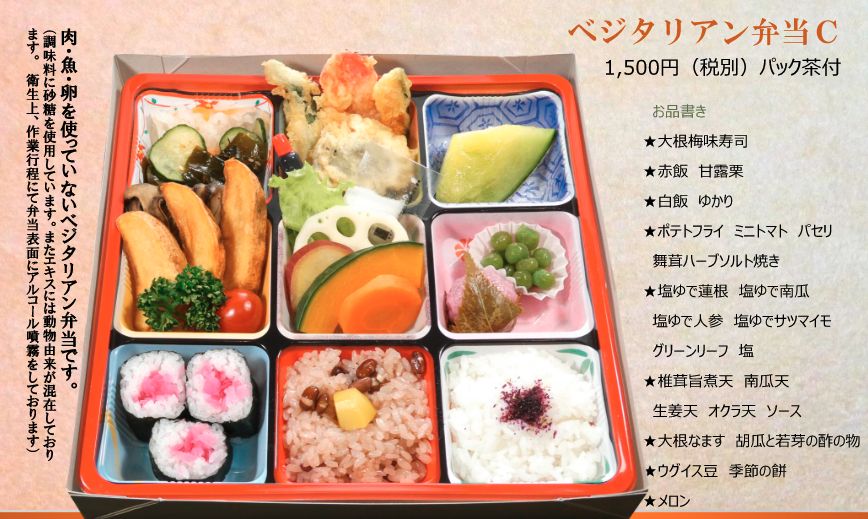 ベジタリアン弁当C
1,500円（税別）パック茶付
お品書き
★大根梅味寿司
★赤飯 甘露栗
★白飯 ゆかり
★ポテトフライ ミニトマト パセリ
舞茸ハーブソルト焼き
★塩ゆで蓮根 塩ゆで南瓜
塩ゆで人参 塩ゆでサツマイモ
グリーンリーフ 塩
★椎茸旨煮天 南瓜天
生姜天 オクラ天 ソース
★大根なます 胡瓜と若芽の酢の物
★ウグイス豆 季節の餅
★メロン
肉・魚・卵を使っていないベジタリアン弁当です。
（調味料に砂糖を使用しています。またエキスには動物由来が混在しており
ます。 衛生上、作業行程にて弁当表面にアルコール噴霧をしております）